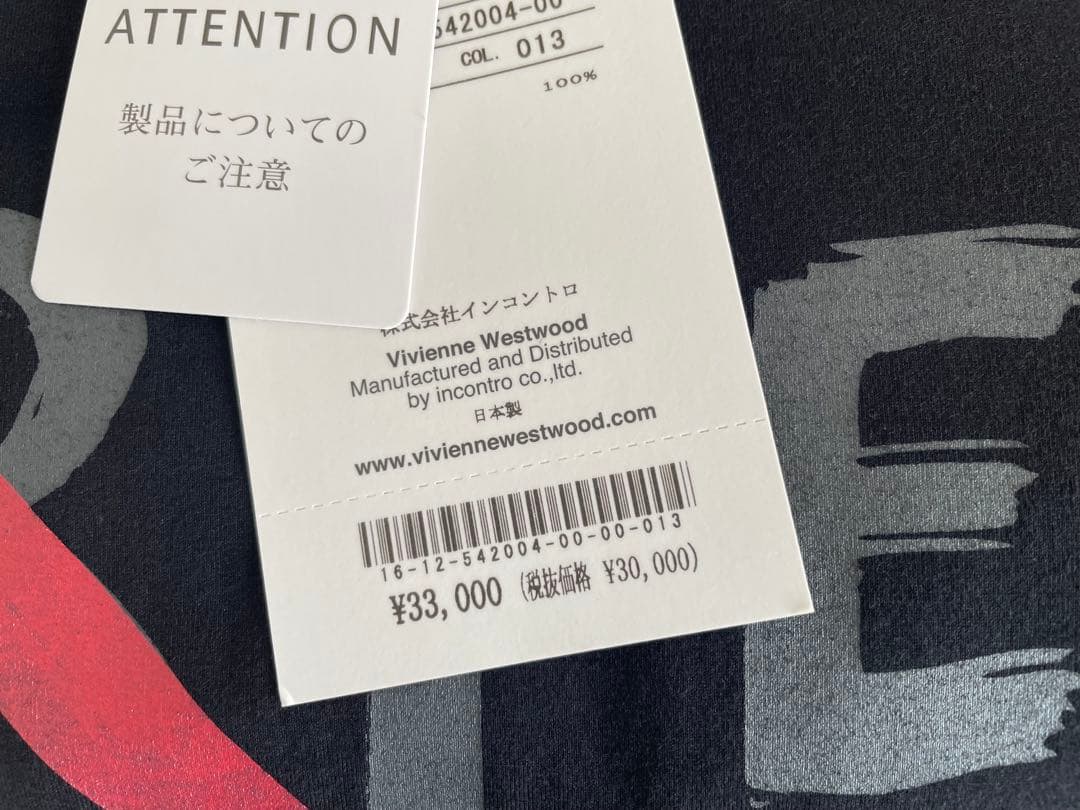 ATTENTION
製品についての
ご注意
542004-00
COL. 013
100%
株式会社インコントロ
Vivienne Westwood
Manufactured and Distributed
by incontro co.,ltd.
日本製
www.viviennewestwood.com
16-12-542004-00-00-013
¥33,000 (税抜価格 ¥30,000)